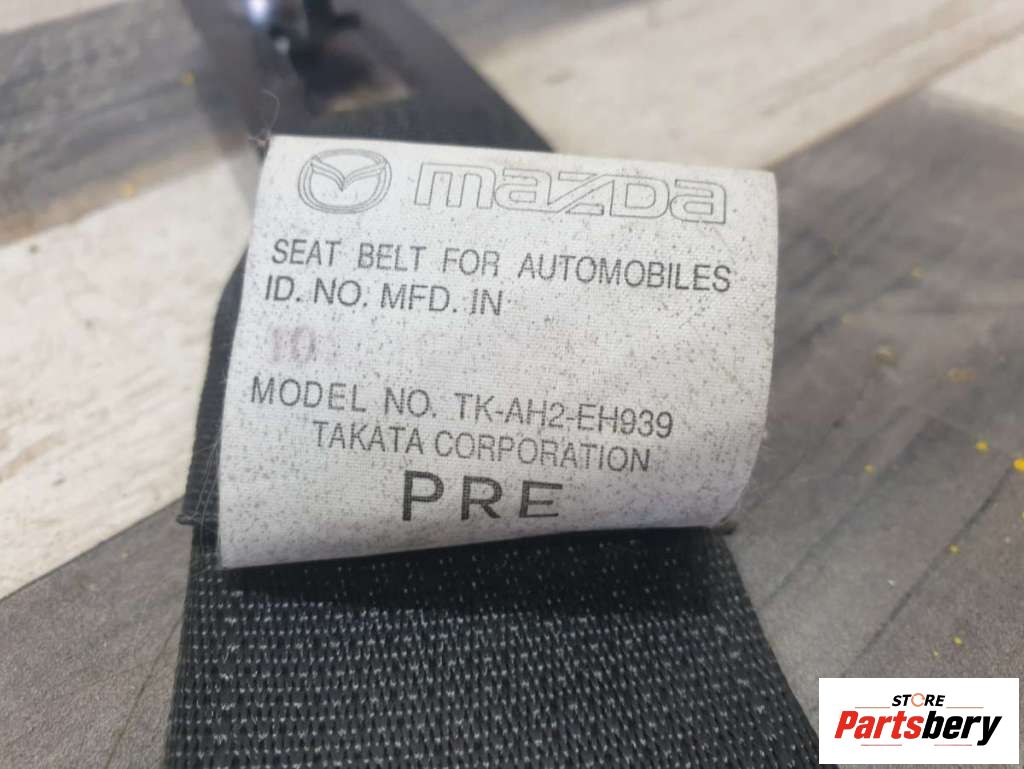 mazda
SEAT BELT FOR AUTOMOBILES
ID. NO. MFD. IN
MODEL NO. TK-AH2-EH939
TAKATA CORPORATION
PRE
STORE
Partsbery